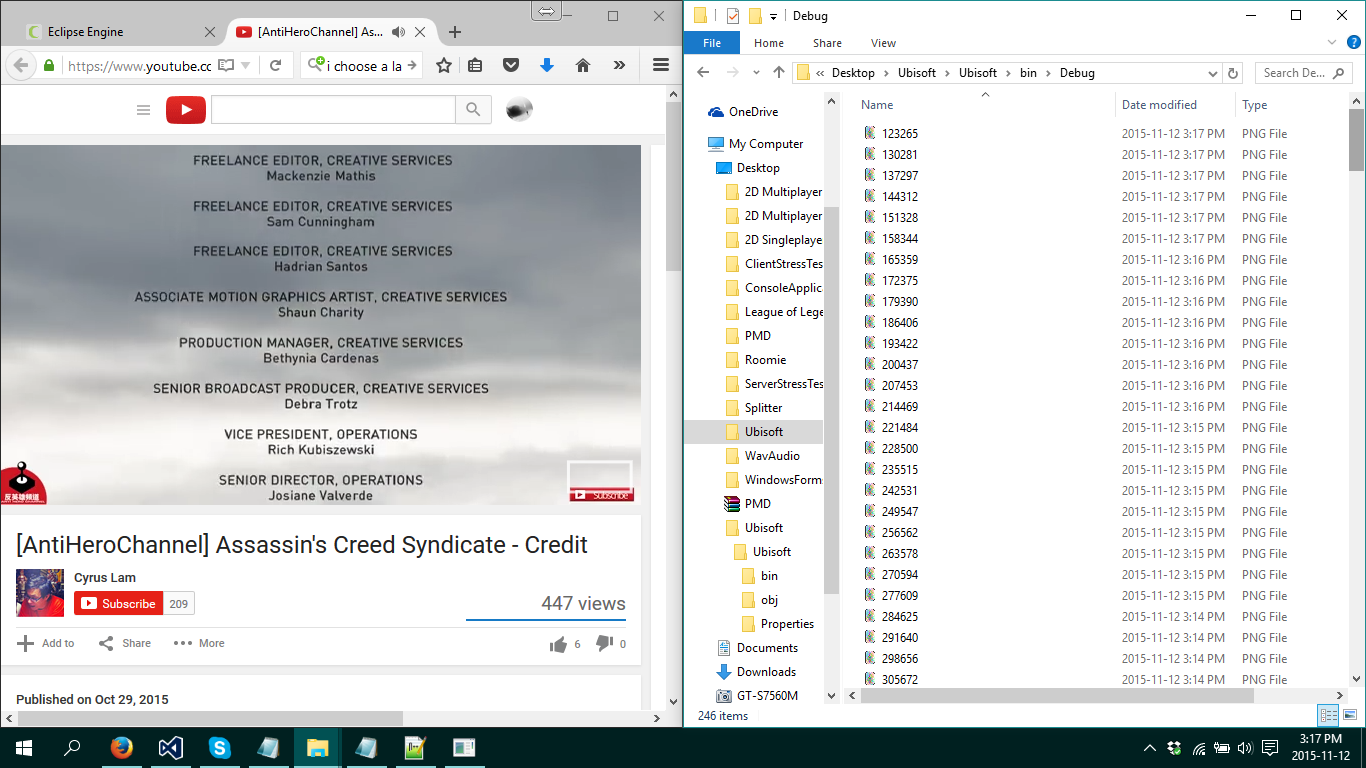 Eclipse Engine
[AntiHeroChannel] As...
https://www.youtube.cc
i choose a la
FREELANCE EDITOR, CREATIVE SERVICES
Mackenzie Mathis
FREELANCE EDITOR, CREATIVE SERVICES
Sam Cunningham
FREELANCE EDITOR, CREATIVE SERVICES
Hadrian Santos
ASSOCIATE MOTION GRAPHICS ARTIST, CREATIVE SERVICES
Shaun Charity
PRODUCTION MANAGER, CREATIVE SERVICES
Bethynia Cardenas
SENIOR BROADCAST PRODUCER, CREATIVE SERVICES
Debra Trotz
VICE PRESIDENT, OPERATIONS
Rich Kubiszewski
SENIOR DIRECTOR, OPERATIONS
Josiane Valverde
反英雄頻道
Subscribe
[AntiHeroChannel] Assassin's Creed Syndicate - Credit
Cyrus Lam
Subscribe 209
447 views
Add to Share More 6 0
Published on Oct 29, 2015
Debug
File Home Share View
« Desktop Ubisoft Ubisoft bin Debug
Search De...
OneDrive
My Computer
Desktop
2D Multiplayer
2D Multiplayer
2D Singleplaye
ClientStressTes
ConsoleApplic
League of Lege
PMD
Roomie
ServerStressTes
Splitter
Ubisoft
WavAudio
WindowsForm
PMD
Ubisoft
Ubisoft
bin
obj
Properties
Documents
Downloads
GT-S7560M
Name Date modified Type
123265 2015-11-12 3:17 PM PNG File
130281 2015-11-12 3:17 PM PNG File
137297 2015-11-12 3:17 PM PNG File
144312 2015-11-12 3:17 PM PNG File
151328 2015-11-12 3:17 PM PNG File
158344 2015-11-12 3:17 PM PNG File
165359 2015-11-12 3:16 PM PNG File
172375 2015-11-12 3:16 PM PNG File
179390 2015-11-12 3:16 PM PNG File
186406 2015-11-12 3:16 PM PNG File
193422 2015-11-12 3:16 PM PNG File
200437 2015-11-12 3:16 PM PNG File
207453 2015-11-12 3:16 PM PNG File
214469 2015-11-12 3:16 PM PNG File
221484 2015-11-12 3:15 PM PNG File
228500 2015-11-12 3:15 PM PNG File
235515 2015-11-12 3:15 PM PNG File
242531 2015-11-12 3:15 PM PNG File
249547 2015-11-12 3:15 PM PNG File
256562 2015-11-12 3:15 PM PNG File
263578 2015-11-12 3:15 PM PNG File
270594 2015-11-12 3:15 PM PNG File
277609 2015-11-12 3:15 PM PNG File
284625 2015-11-12 3:14 PM PNG File
291640 2015-11-12 3:14 PM PNG File
298656 2015-11-12 3:14 PM PNG File
305672 2015-11-12 3:14 PM PNG File
246 items
3:17 PM
2015-11-12